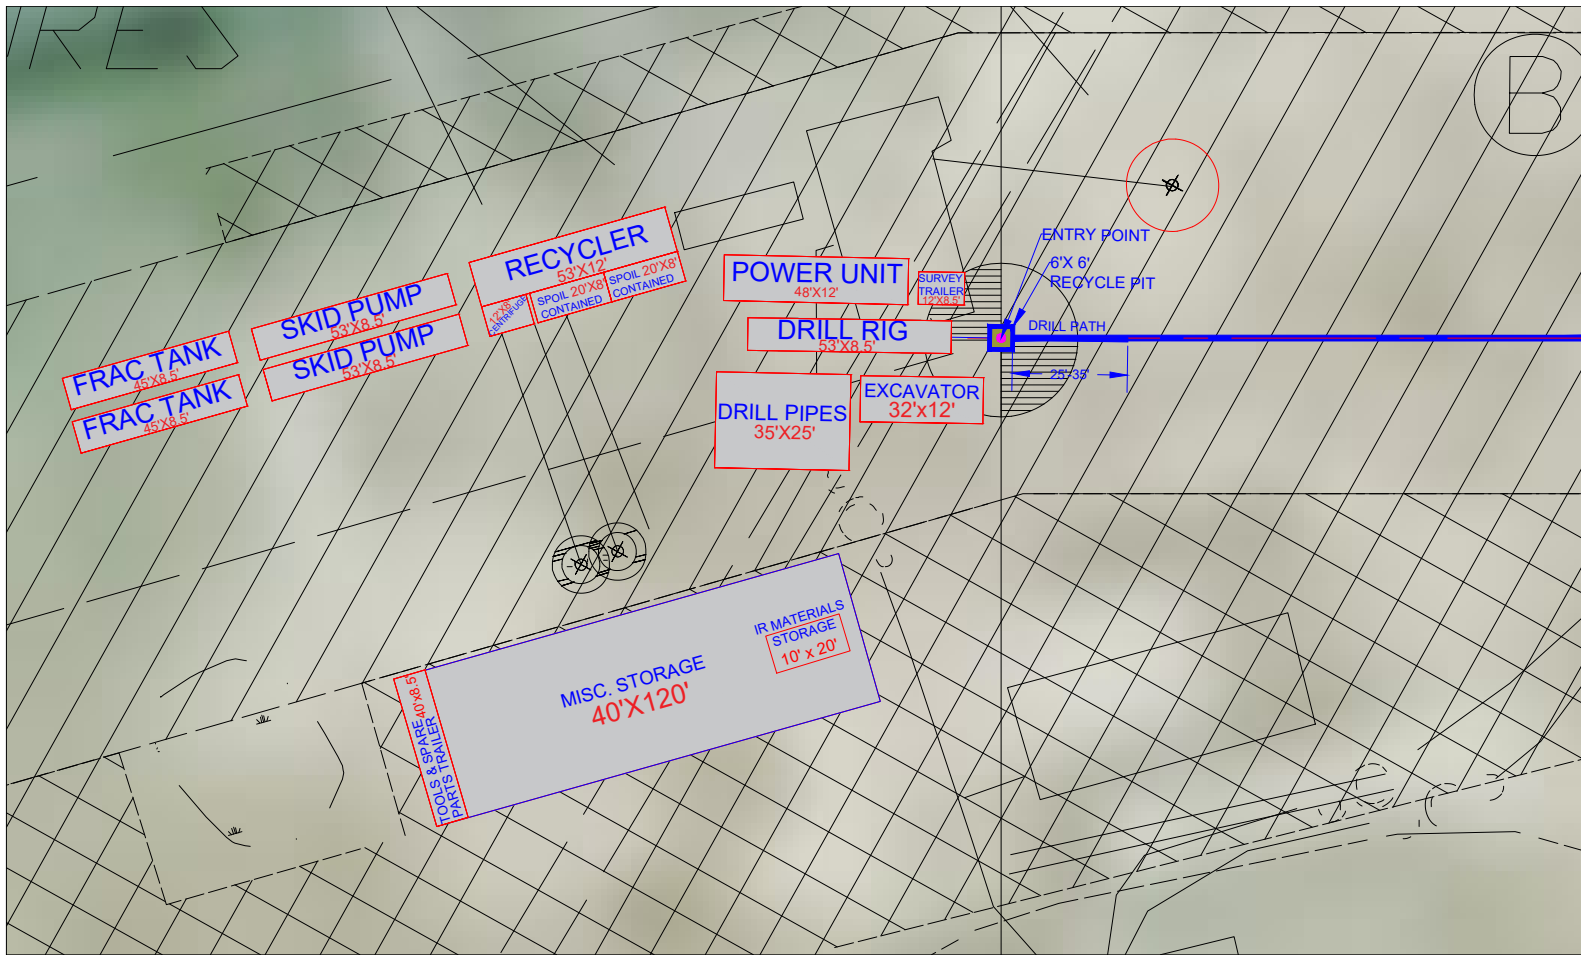 IRES
B
ENTRY POINT
6'X 6'
RECYCLE PIT
DRILL PATH
25'-35'
RECYCLER
53'X12'
12'X8'
CENTRIFUGE
SPOIL 20'X8'
CONTAINED
SPOIL 20'X8'
CONTAINED
POWER UNIT
48'X12'
SURVEY
TRAILER
12'X8.5'
DRILL RIG
53'X8.5'
SKID PUMP
53'X8.5'
SKID PUMP
53'X8.5'
FRAC TANK
45'X8.5'
FRAC TANK
45'X8.5'
DRILL PIPES
35'X25'
EXCAVATOR
32'x12'
IR MATERIALS
STORAGE
10' x 20'
MISC. STORAGE
40'X120'
TOOLS & SPARE 40'x8.5'
PARTS TRAILER